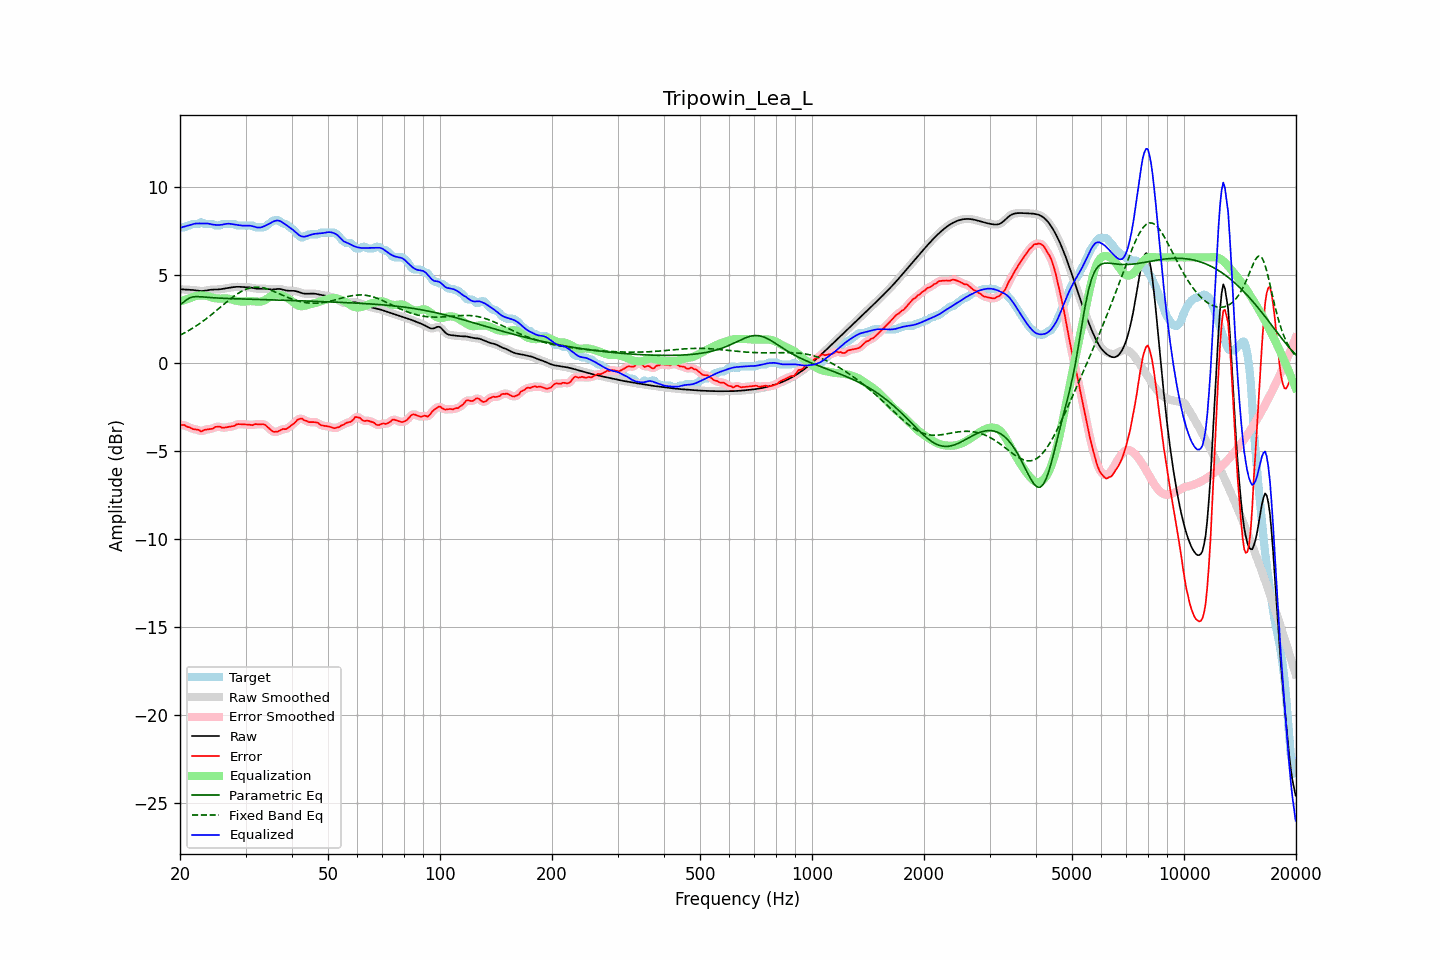 Tripowin_Lea_L
Amplitude (dBr)
10
5
0
−5
−10
−15
−20
−25
Target
Raw Smoothed
Error Smoothed
Raw
Error
Equalization
Parametric Eq
Fixed Band Eq
Equalized
20 50 100 200 500 1000 2000 5000 10000 20000
Frequency (Hz)